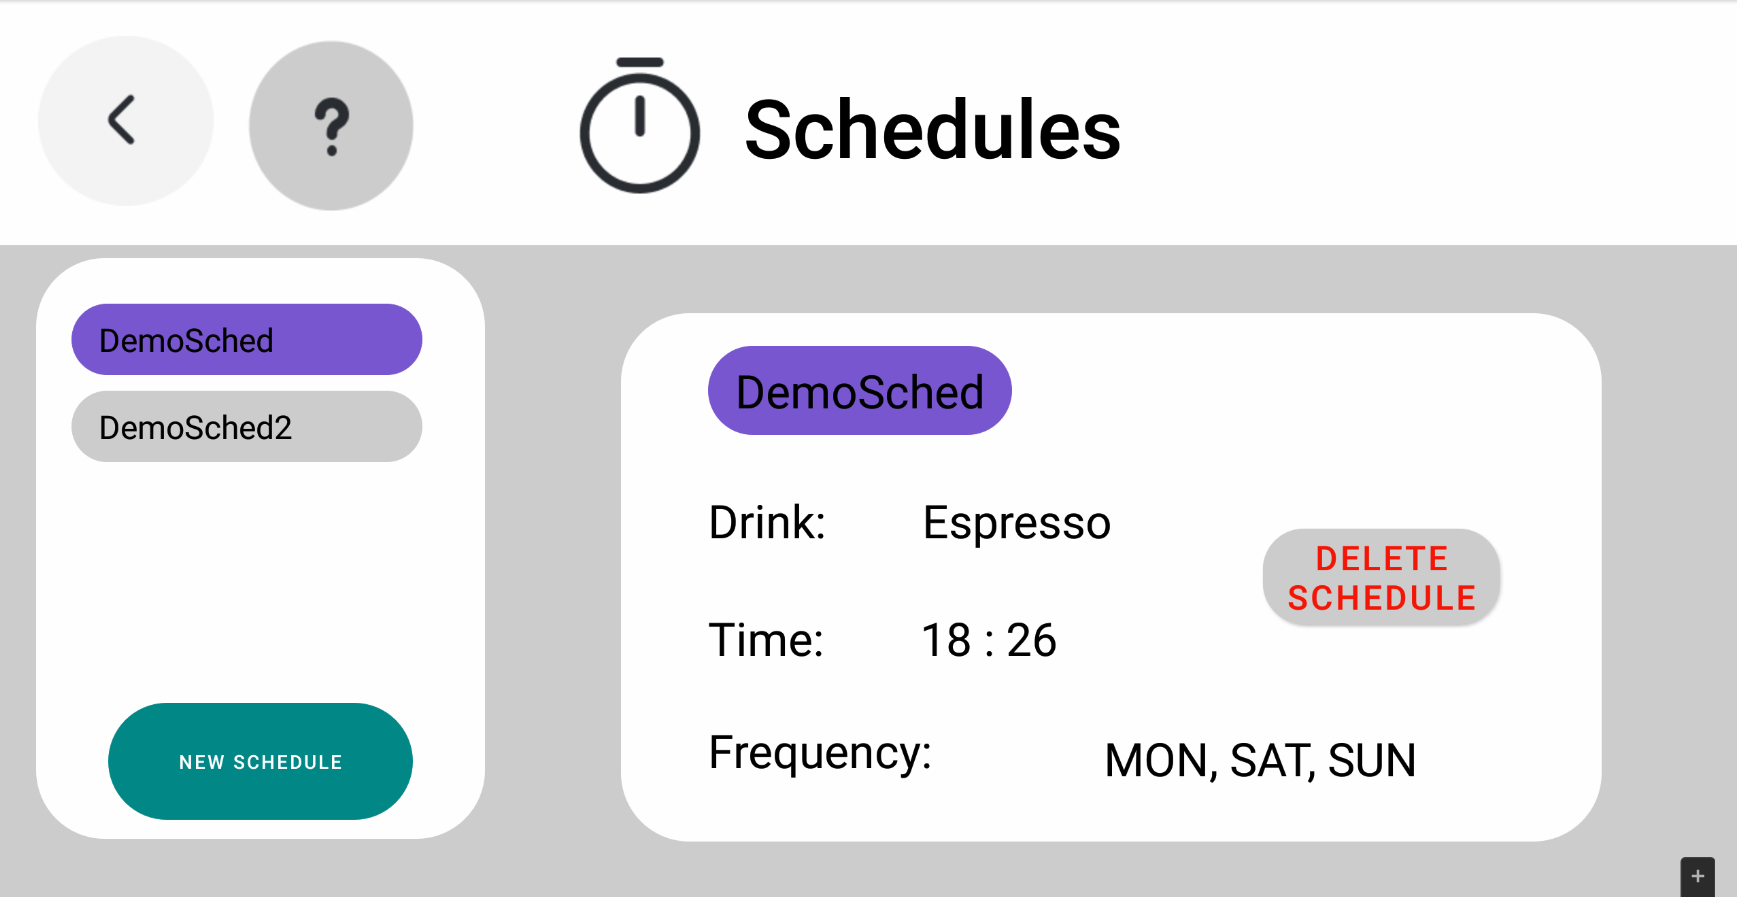 ?
Schedules
DemoSched
DemoSched2
NEW SCHEDULE
DemoSched
Drink: Espresso
DELETE
SCHEDULE
Time: 18 : 26
Frequency: MON, SAT, SUN
+